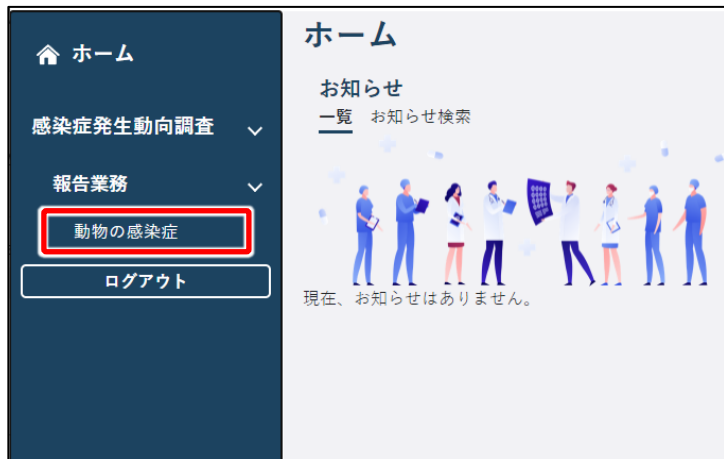 ホーム
感染症発生動向調査
報告業務
動物の感染症
ログアウト
ホーム
お知らせ
一覧 お知らせ検索
現在、お知らせはありません。